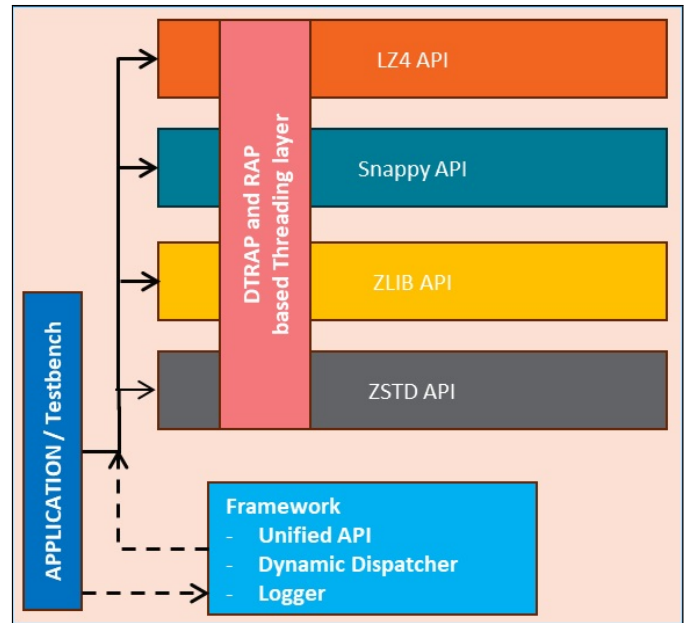 LZ4 API
Snappy API
ZLIB API
ZSTD API
DTRAP and RAP
based Threading layer
APPLICATION / Testbench
Framework
- Unified API
- Dynamic Dispatcher
- Logger